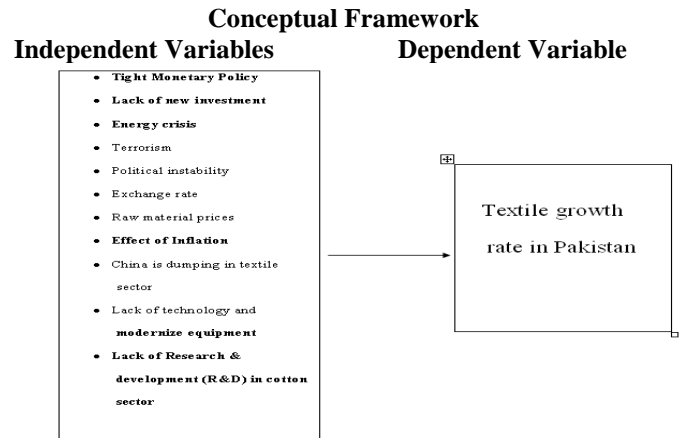 Conceptual Framework
Independent Variables Dependent Variable
• Tight Monetary Policy
• Lack of new investment
• Energy crisis
• Terrorism
• Political instability
• Exchange rate
• Raw material prices
• Effect of Inflation
• China is dumping in textile
sector
• Lack of technology and
modernize equipment
• Lack of Research &
development (R&D) in cotton
sector
Textile growth
rate in Pakistan